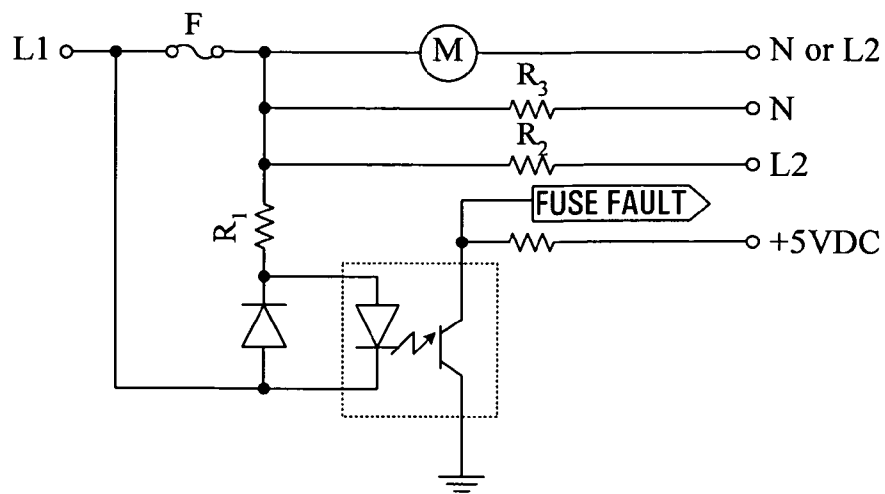 F
L1
M
N or L2
R3
N
R2
L2
R1
FUSE FAULT
+5VDC